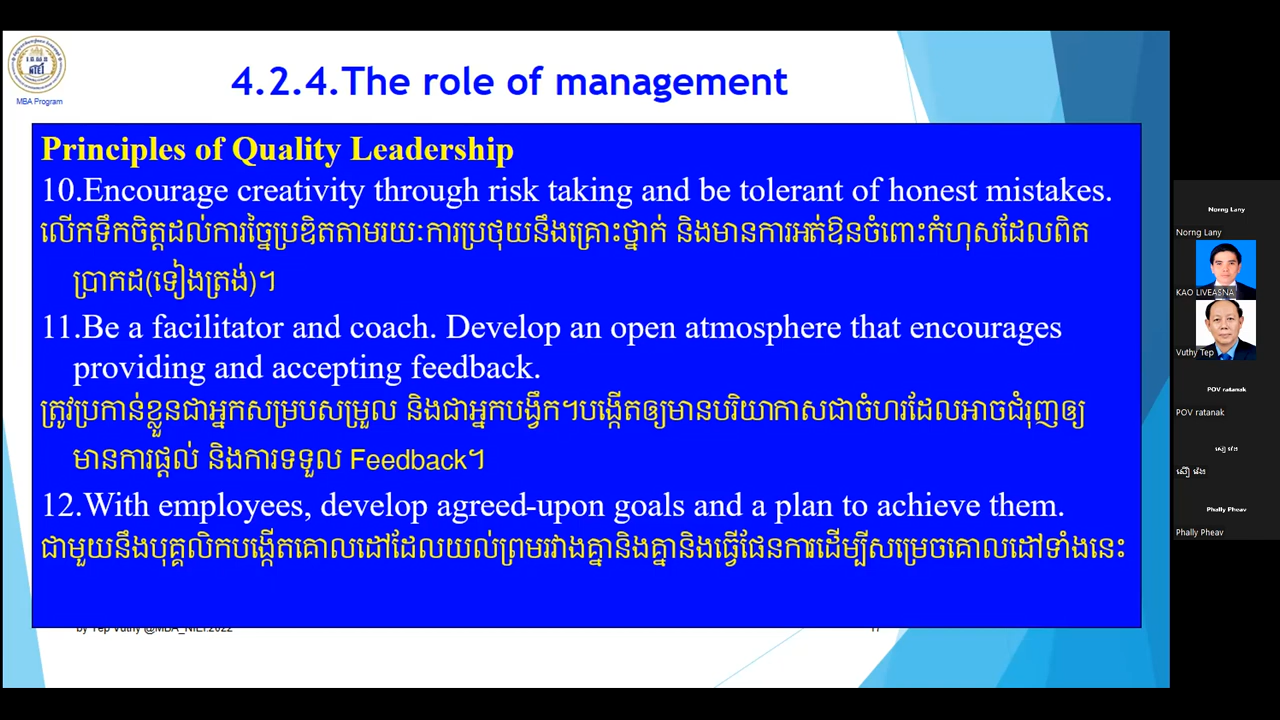 4.2.4.The role of management
MBA Program
Principles of Quality Leadership
10.Encourage creativity through risk taking and be tolerant of honest mistakes.
លើកទឹកចិត្តដល់ការច្នៃប្រឌិតតាមរយៈការប្រថុយនឹងគ្រោះថ្នាក់ និងមានការអត់ឱនចំពោះកំហុសដែលពិត
ប្រាកដ(ទៀងត្រង់)។
11.Be a facilitator and coach. Develop an open atmosphere that encourages
providing and accepting feedback.
ត្រូវប្រកាន់ខ្លួនជាអ្នកសម្របសម្រួល និងជាអ្នកបង្វឹក។បង្កើតឲ្យមានបរិយាកាសជាចំហរដែលអាចជំរុញឲ្យ
មានការផ្តល់ និងការទទួល Feedback។
12.With employees, develop agreed-upon goals and a plan to achieve them.
ជាមួយនឹងបុគ្គលិកបង្កើតគោលដៅដែលយល់ព្រមរវាងគ្នានិងគ្នានិងធ្វើផែនការដើម្បីសម្រេចគោលដៅទាំងនេះ
by Tep Vuthy @MBA_NIEI.2022
17
Norng Lany
Norng Lany
KAO LIVEASNA
Vuthy Tep
POV ratanak
POV ratanak
Phally Pheav
Phally Pheav